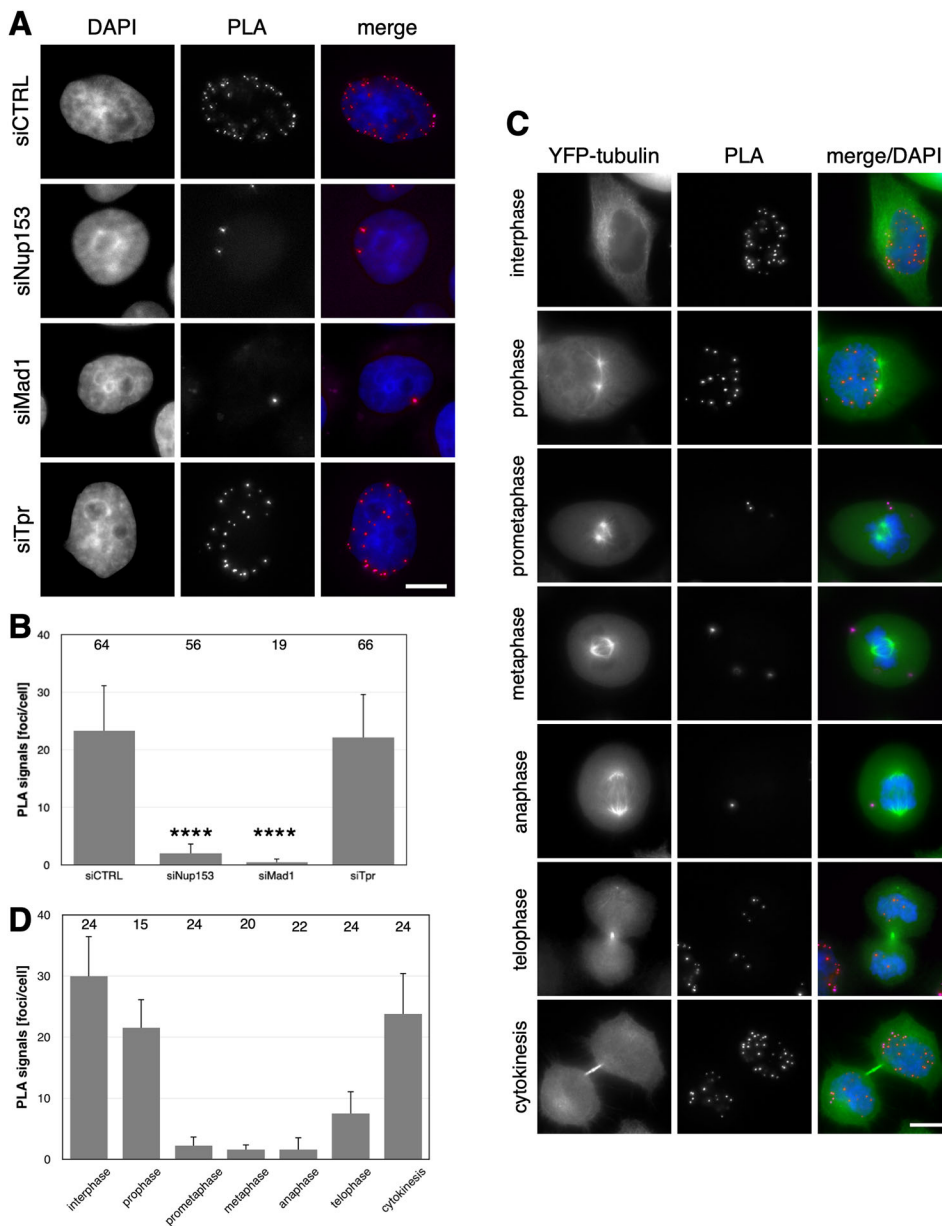 A
DAPI PLA merge
siCTRL
siNup153
siMad1
siTpr
B
PLA signals [foci/cell]
40
30
20
10
0
64 56 19 66
**** ****
siCTRL siNup153 siMad1 siTpr
D
PLA signals [foci/cell]
40
30
20
10
0
24 15 24 20 22 24 24
interphase prophase prometaphase metaphase anaphase telophase cytokinesis
C
YFP-tubulin PLA merge/DAPI
interphase
prophase
prometaphase
metaphase
anaphase
telophase
cytokinesis